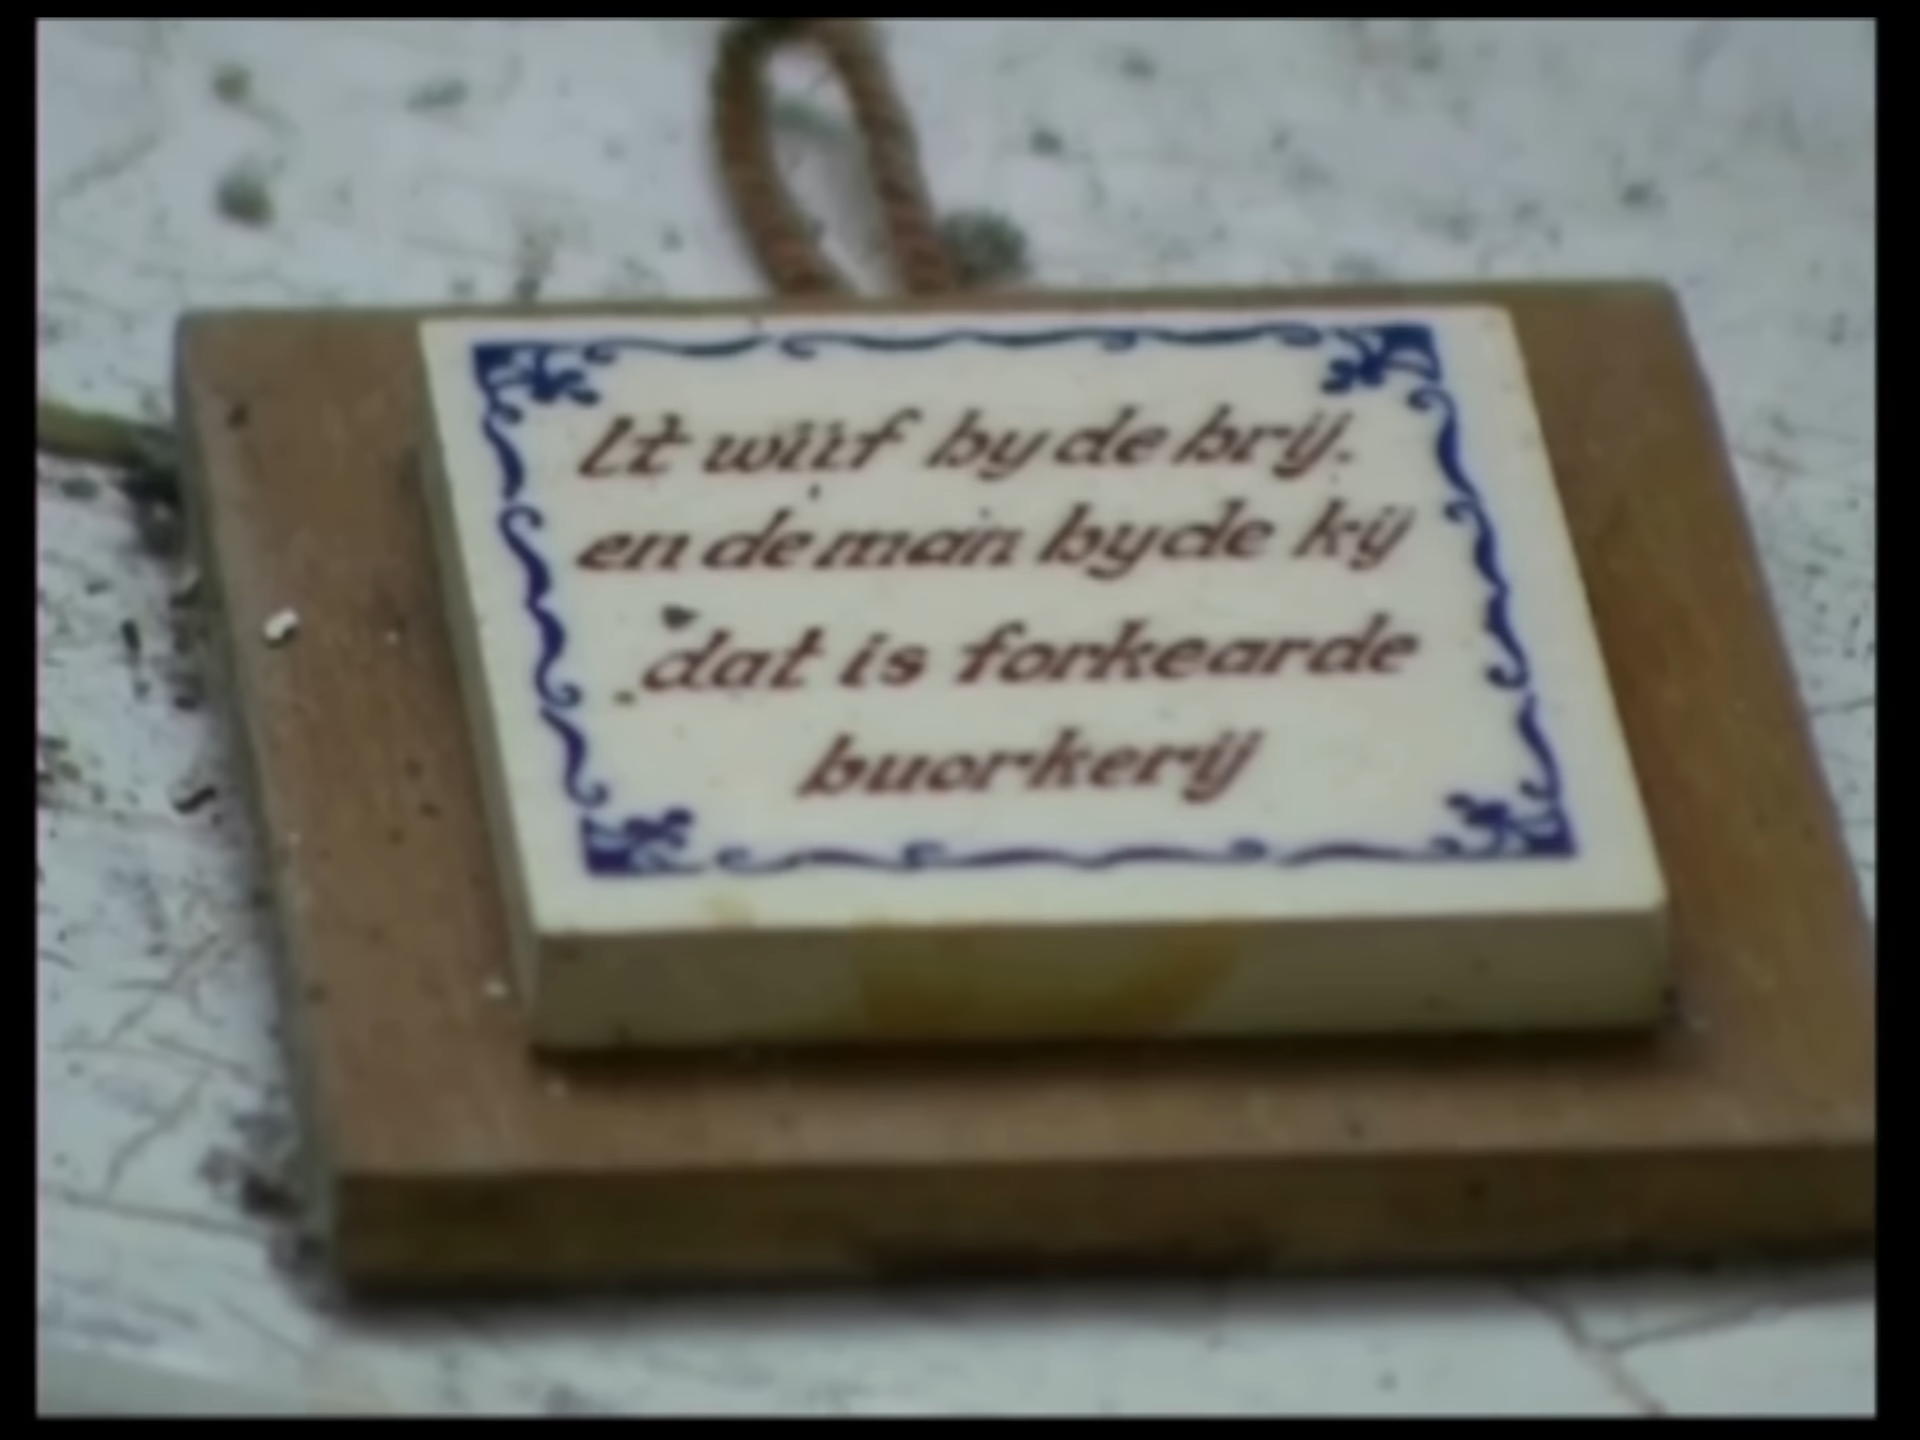 It wiif by de brij.
en de man by de kij
dat is forkearde
buorkerij